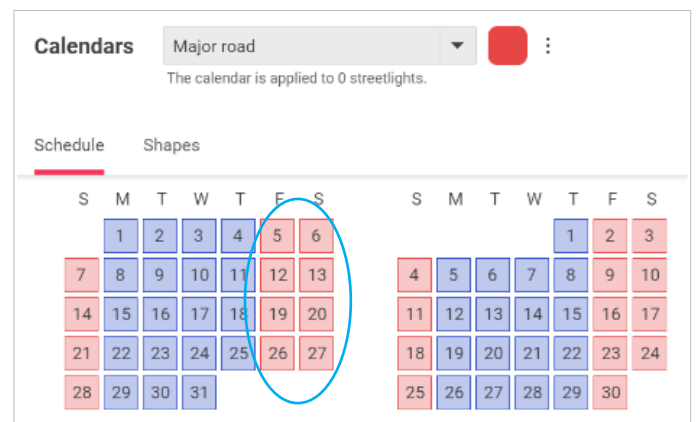 Calendars Major road
The calendar is applied to 0 streetlights.
Schedule Shapes
S M T W T F S S M T W T F S
1 2 3 4 5 6 1 2 3
7 8 9 10 11 12 13 4 5 6 7 8 9 10
14 15 16 17 18 19 20 11 12 13 14 15 16 17
21 22 23 24 25 26 27 18 19 20 21 22 23 24
28 29 30 31 25 26 27 28 29 30